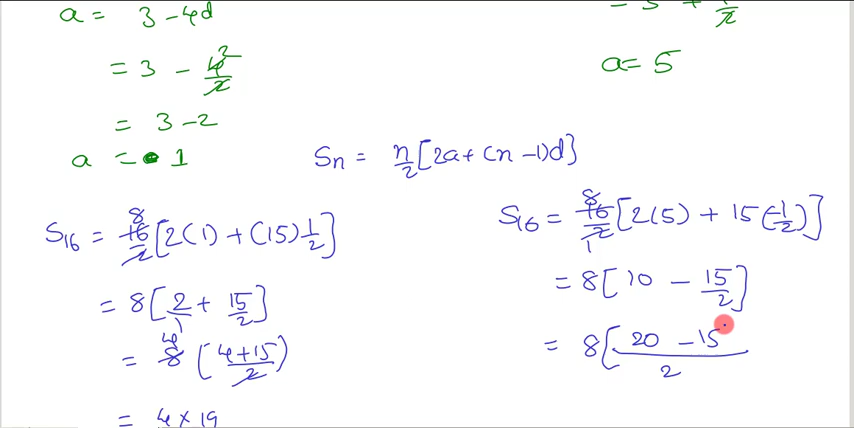 a = 3 - 4d
= 3 - 4²/2
= 3 - 2
a = 1
a = 5
Sn = n/2 [2a + (n - 1)d]
S16 = 16/2 8 [2(1) + (15) 1/2]
= 8 [2/1 + 15/2]
= 8 4 (4+15/2)
= 4 × 19
S16 = 16/2 8 1 [2(5) + 15(-1/2)]
= 8 [10 - 15/2]
= 8 [20 - 15/2